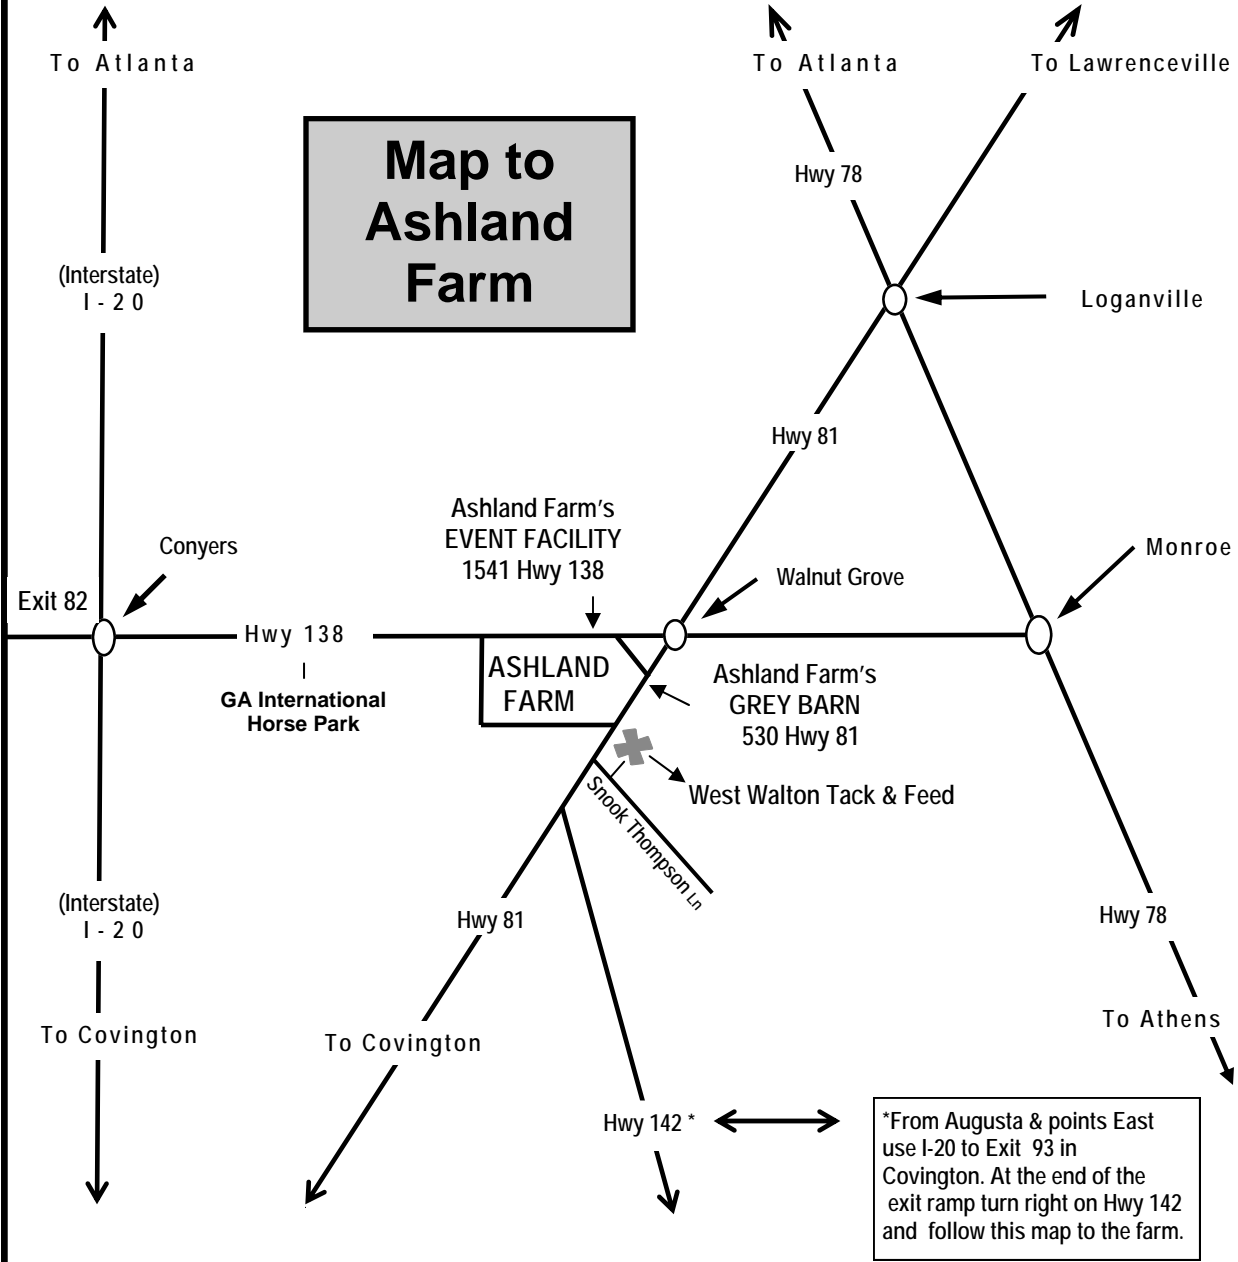 To Atlanta
To Atlanta
To Lawrenceville
Map to
Ashland
Farm
Hwy 78
(Interstate)
I-20
Loganville
Hwy 81
Ashland Farm's
EVENT FACILITY
1541 Hwy 138
Conyers
Monroe
Walnut Grove
Exit 82
Hwy 138
GA International
Horse Park
ASHLAND
FARM
Ashland Farm's
GREY BARN
530 Hwy 81
West Walton Tack & Feed
Snook Thompson Ln
(Interstate)
I-20
Hwy 81
Hwy 78
To Covington
To Covington
To Athens
Hwy 142 *
*From Augusta & points East
use I-20 to Exit 93 in
Covington. At the end of the
exit ramp turn right on Hwy 142
and follow this map to the farm.